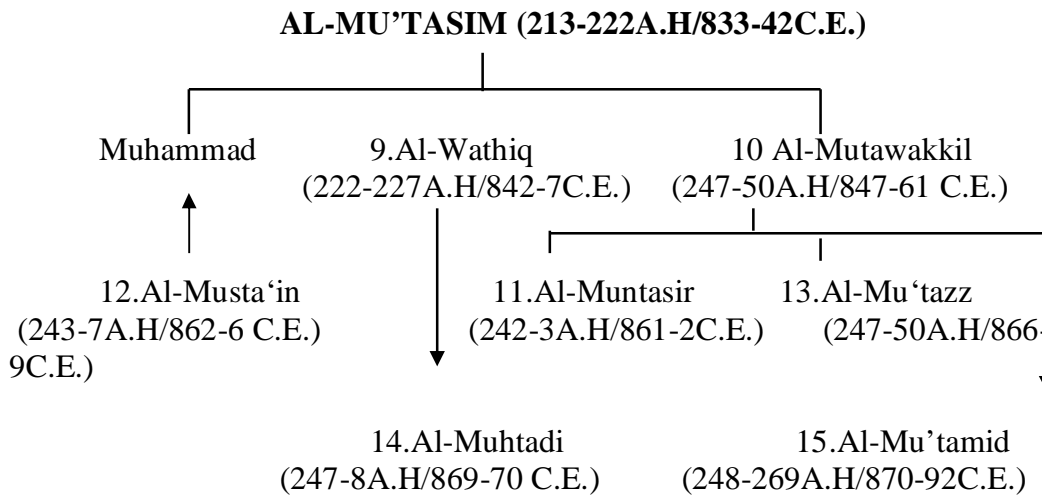 AL-MU’TASIM (213-222A.H/833-42C.E.)
Muhammad 9.Al-Wathiq 10 Al-Mutawakkil
(222-227A.H/842-7C.E.) (247-50A.H/847-61 C.E.)
12.Al-Musta‘in 11.Al-Muntasir 13.Al-Mu‘tazz
(243-7A.H/862-6 C.E.) (242-3A.H/861-2C.E.) (247-50A.H/866-
9C.E.)
14.Al-Muhtadi 15.Al-Mu’tamid
(247-8A.H/869-70 C.E.) (248-269A.H/870-92C.E.)